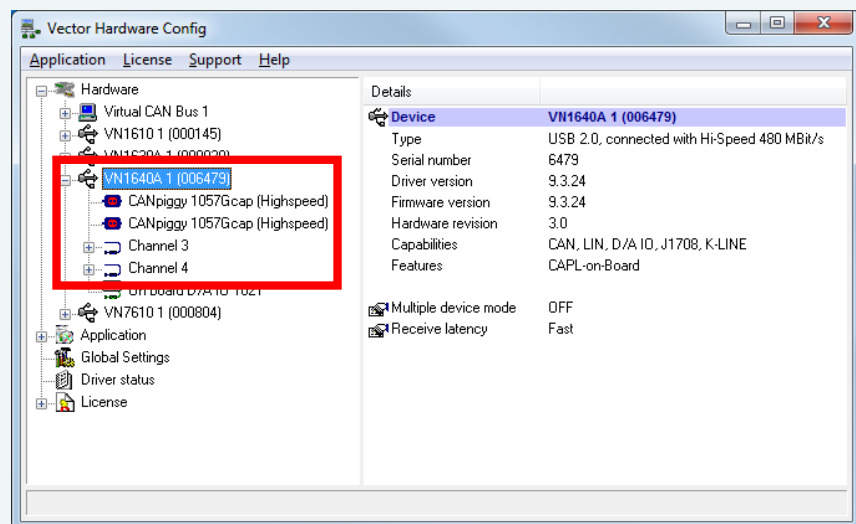 Vector Hardware Config
Application License Support Help
Hardware
Virtual CAN Bus 1
VN1610 1 (000145)
VN1640A 1 (006479)
CANpiggy 1057Gcap (Highspeed)
CANpiggy 1057Gcap (Highspeed)
Channel 3
Channel 4
On board D/A IO 1021
VN7610 1 (000804)
Application
Global Settings
Driver status
License
Details
Device VN1640A 1 (006479)
Type USB 2.0, connected with Hi-Speed 480 MBit/s
Serial number 6479
Driver version 9.3.24
Firmware version 9.3.24
Hardware revision 3.0
Capabilities CAN, LIN, D/A IO, J1708, K-LINE
Features CAPL-on-Board
Multiple device mode OFF
Receive latency Fast